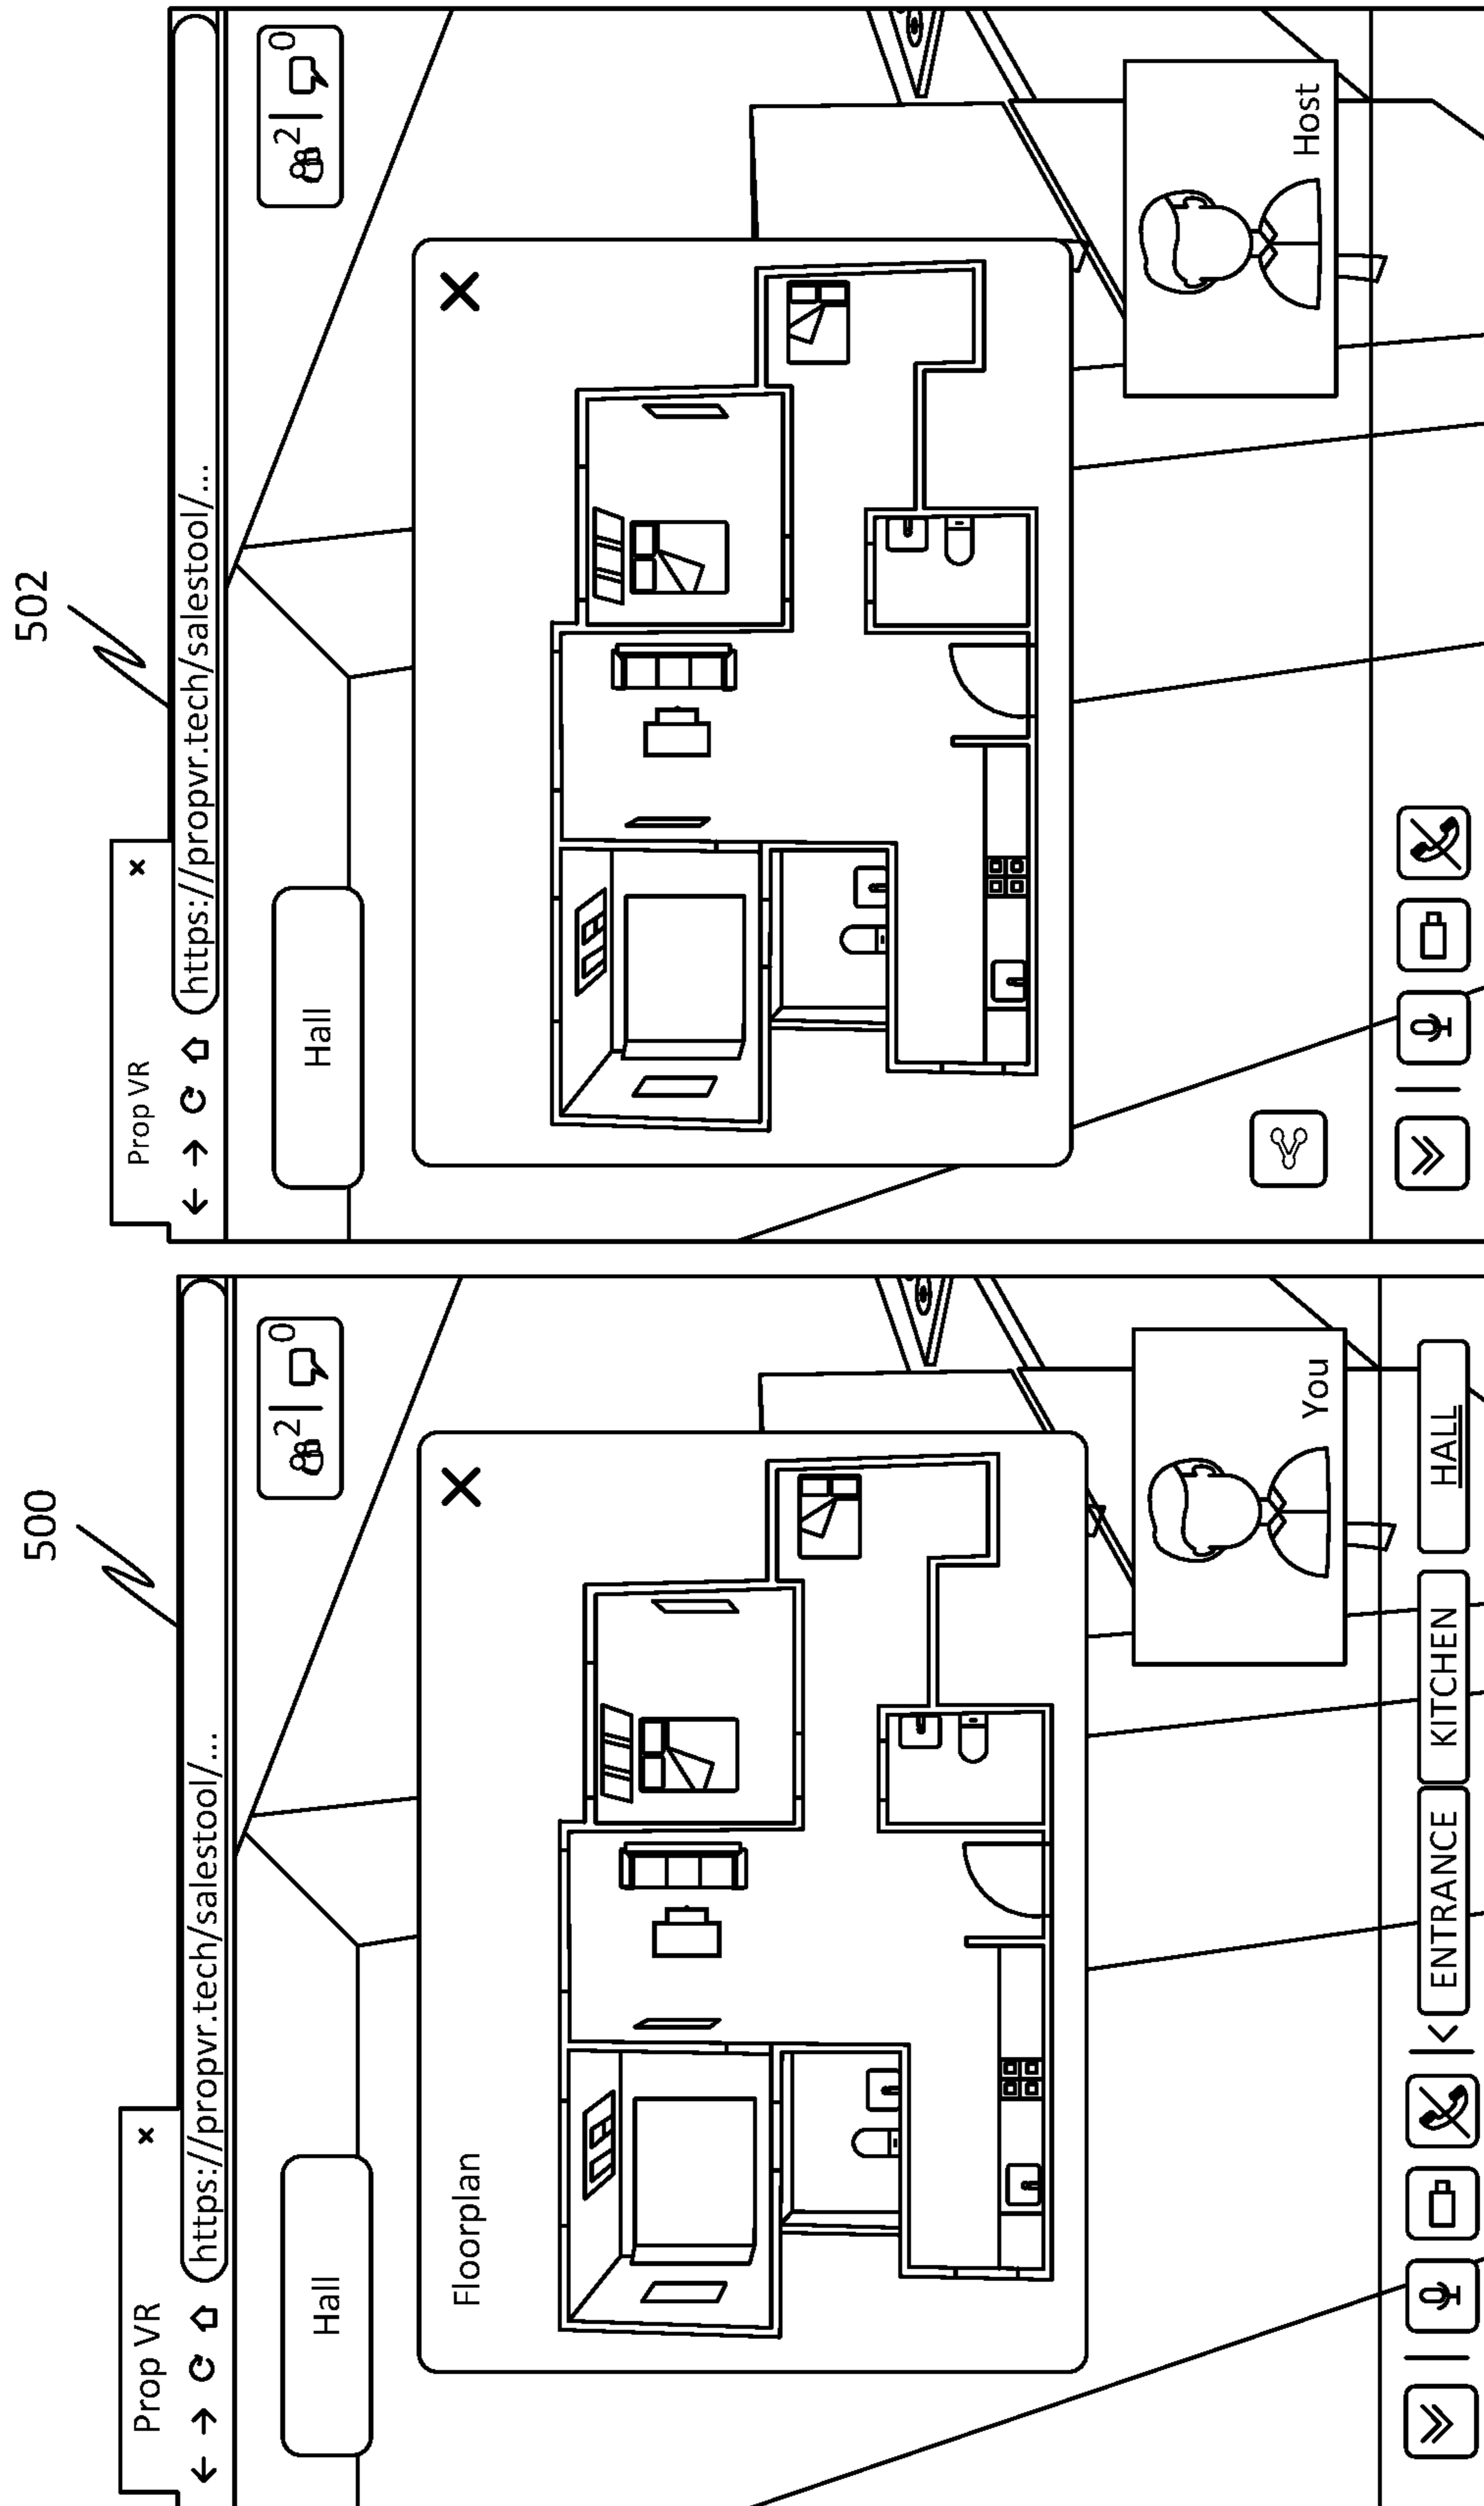 500
Prop VR
×
https://propvr.tech/salestool/...
Hall
2 | 0
Floorplan
You
ENTRANCE
KITCHEN
HALL
502
Prop VR
×
https://propvr.tech/salestool/...
Hall
2 | 0
Host